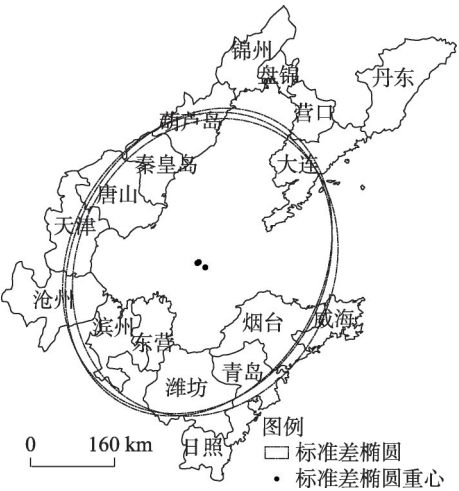 锦州
盘锦
丹东
营口
葫芦岛
大连
秦皇岛
唐山
天津
沧州
滨州
东营
烟台
威海
青岛
潍坊
日照
图例
标准差椭圆
标准差椭圆重心
0 160 km